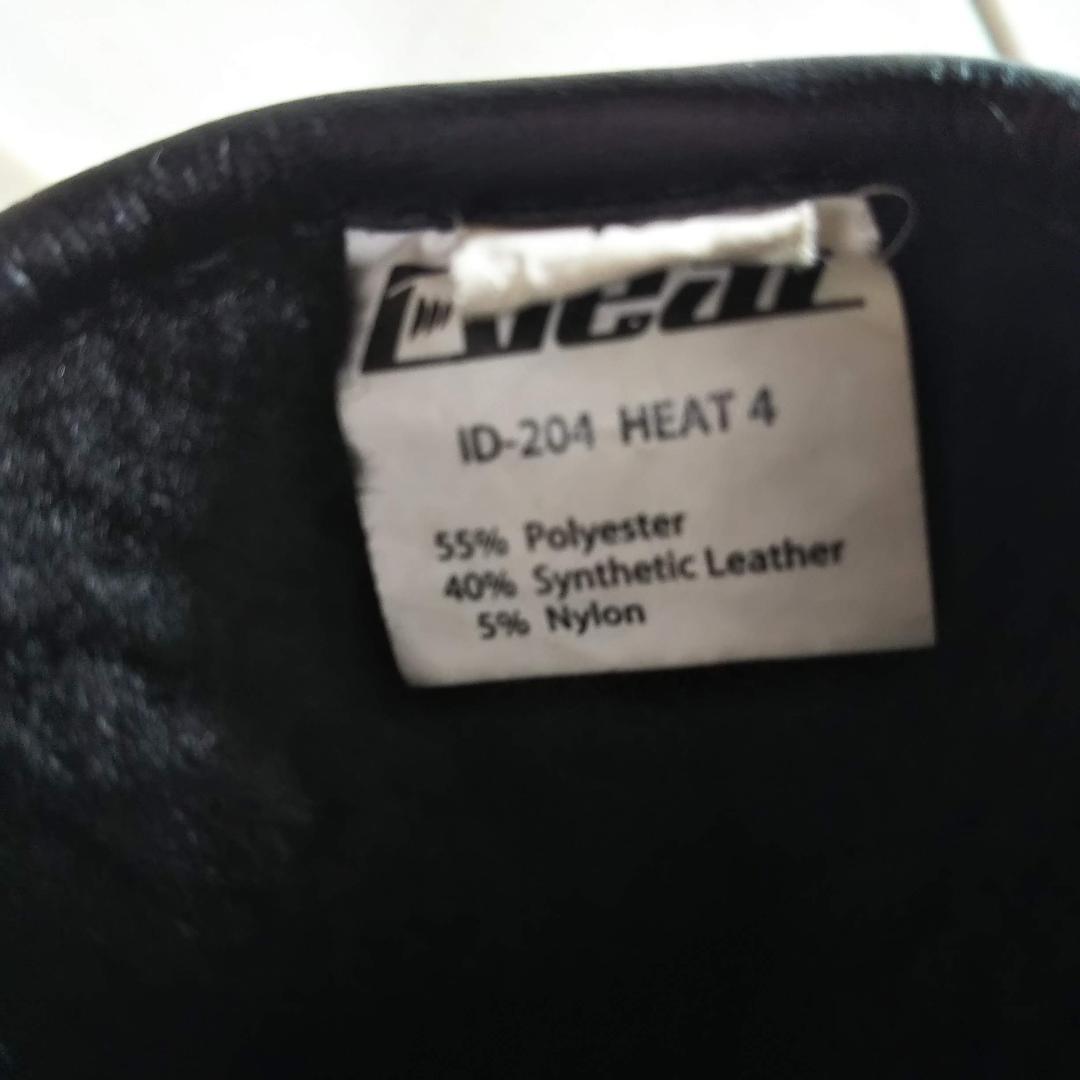 ID-204 HEAT 4
55% Polyester
40% Synthetic Leather
5% Nylon